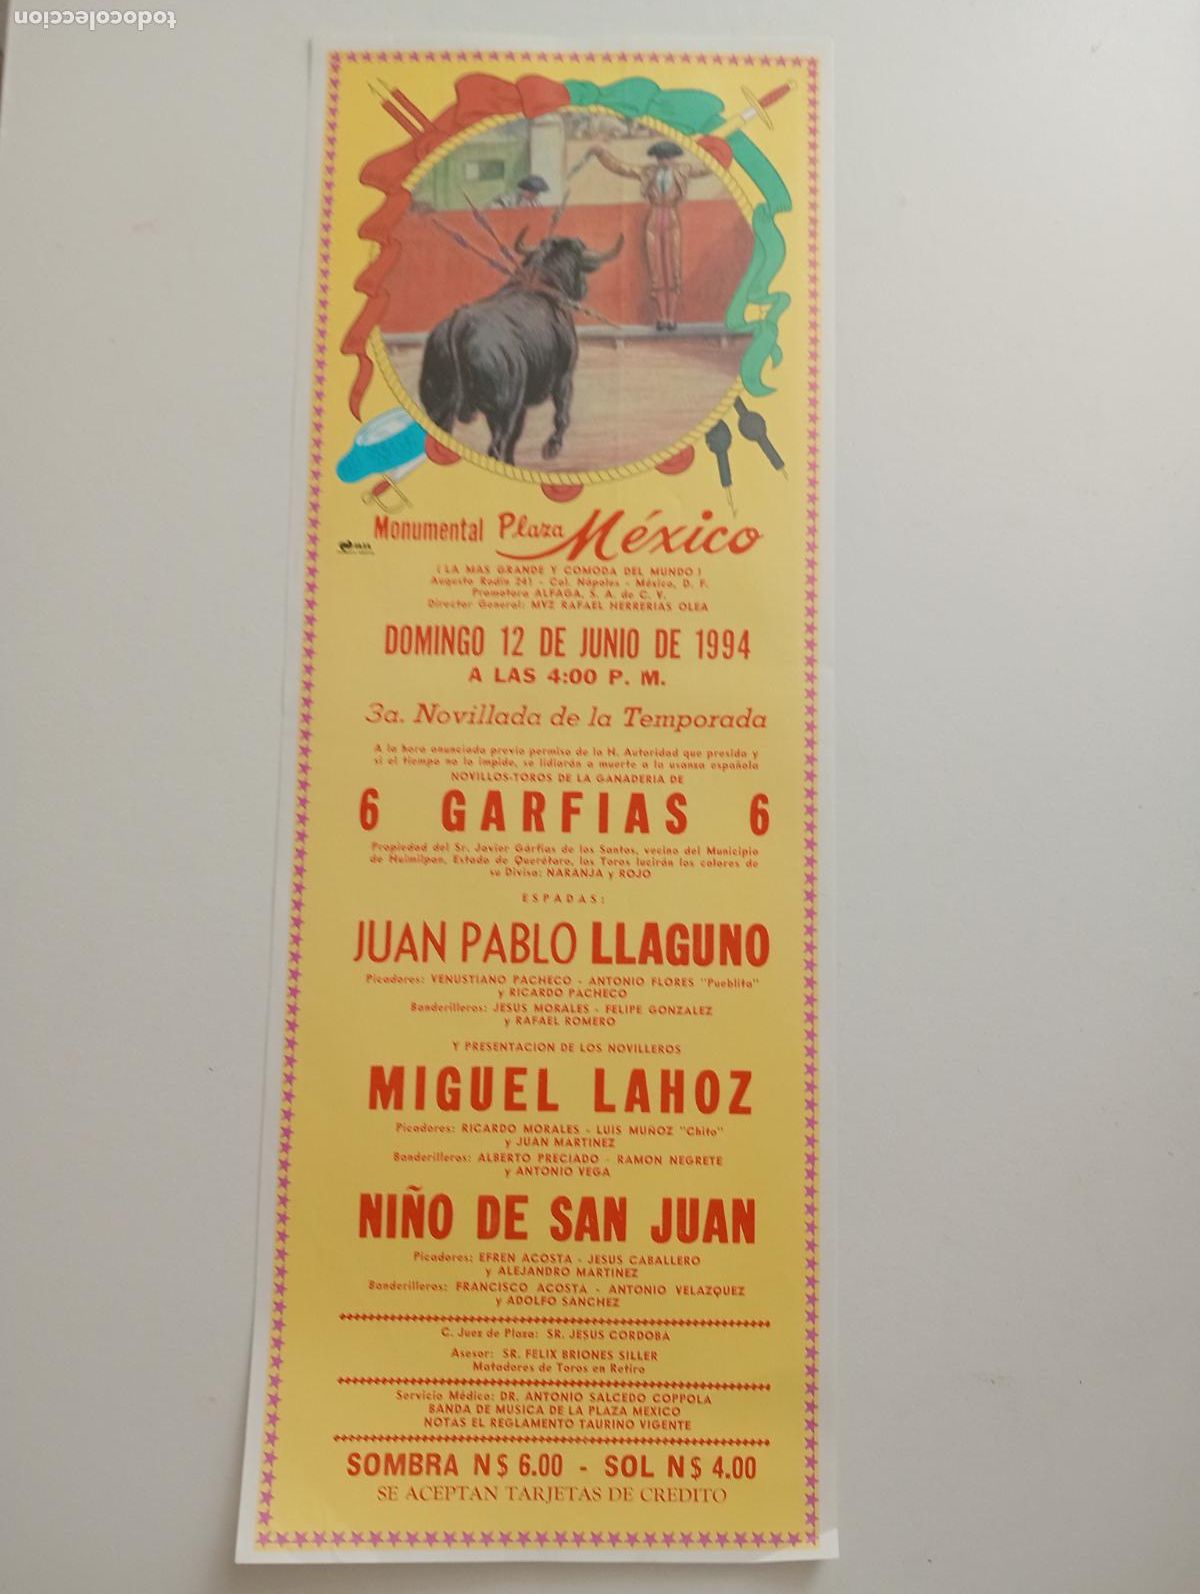 todocoleccion
Monumental Plaza México
¡LA MAS GRANDE Y COMODA DEL MUNDO!
Augusto Rodín 241 - Col. Nápoles - México, D. F.
Promotora ALFAGA, S. A. de C. V.
Director General: MVZ RAFAEL HERRERIAS OLEA
DOMINGO 12 DE JUNIO DE 1994
A LAS 4:00 P. M.
3a. Novillada de la Temporada
A la hora anunciada previo permiso de la H. Autoridad que presida y
si el tiempo no lo impide, se lidiarán a muerte a la usanza española
NOVILLOS-TOROS DE LA GANADERIA DE
6 GARFIAS 6
Propiedad del Sr. Javier Gárfias de los Santos, vecino del Municipio
de Huimilpan, Estado de Querétaro, los Toros lucirán los colores de
su Divisa: NARANJA y ROJO
ESPADAS:
JUAN PABLO LLAGUNO
Picadores: VENUSTIANO PACHECO - ANTONIO FLORES "Pueblita"
y RICARDO PACHECO
Banderilleros: JESUS MORALES - FELIPE GONZALEZ
y RAFAEL ROMERO
Y PRESENTACION DE LOS NOVILLEROS
MIGUEL LAHOZ
Picadores: RICARDO MORALES - LUIS MUÑOZ "Chito"
y JUAN MARTINEZ
Banderilleros: ALBERTO PRECIADO - RAMON NEGRETE
y ANTONIO VEGA
NIÑO DE SAN JUAN
Picadores: EFREN ACOSTA - JESUS CABALLERO
y ALEJANDRO MARTINEZ
Banderilleros: FRANCISCO ACOSTA - ANTONIO VELAZQUEZ
y ADOLFO SANCHEZ
C. Juez de Plaza: SR. JESUS CORDOBA
Asesor: SR. FELIX BRIONES SILLER
Matadores de Toros en Retiro
Servicio Médico: DR. ANTONIO SALCEDO COPPOLA
BANDA DE MUSICA DE LA PLAZA MEXICO
NOTAS EL REGLAMENTO TAURINO VIGENTE
SOMBRA N$ 6.00 - SOL N$ 4.00
SE ACEPTAN TARJETAS DE CREDITO